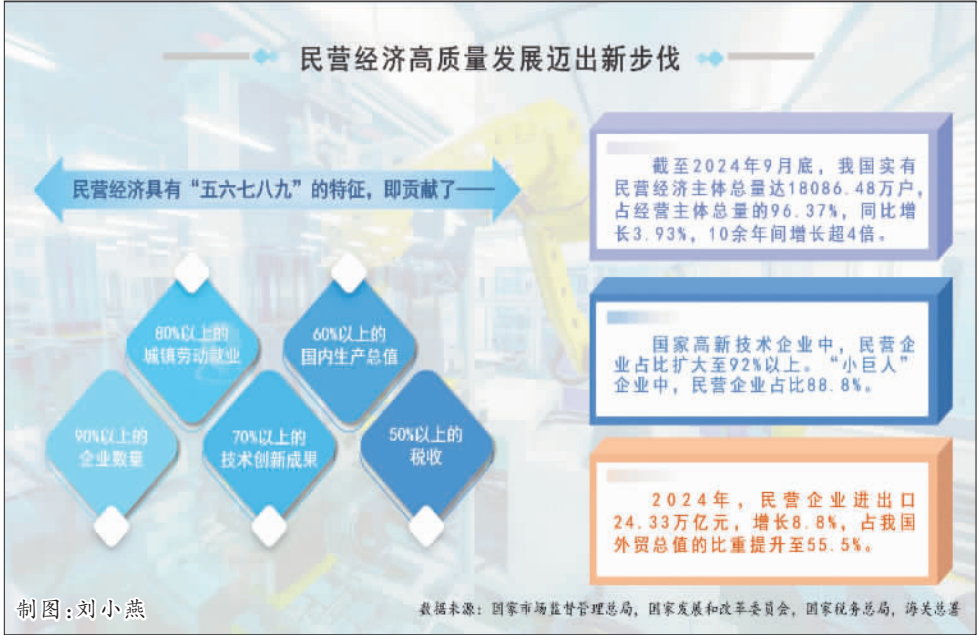 民营经济高质量发展迈出新步伐
民营经济具有“五六七八九”的特征，即贡献了——
80%以上的
城镇劳动就业
60%以上的
国内生产总值
90%以上的
企业数量
70%以上的
技术创新成果
50%以上的
税收
截至2024年9月底，我国实有
民营经济主体总量达18086.48万户，
占经营主体总量的96.37%，同比增
长3.93%，10余年间增长超4倍。
国家高新技术企业中，民营企
业占比扩大至92%以上。“小巨人”
企业中，民营企业占比88.8%。
2024年，民营企业进出口
24.33万亿元，增长8.8%，占我国
外贸总值的比重提升至55.5%。
制图:刘小燕
数据来源：国家市场监督管理总局，国家发展和改革委员会，国家税务总局，海关总署